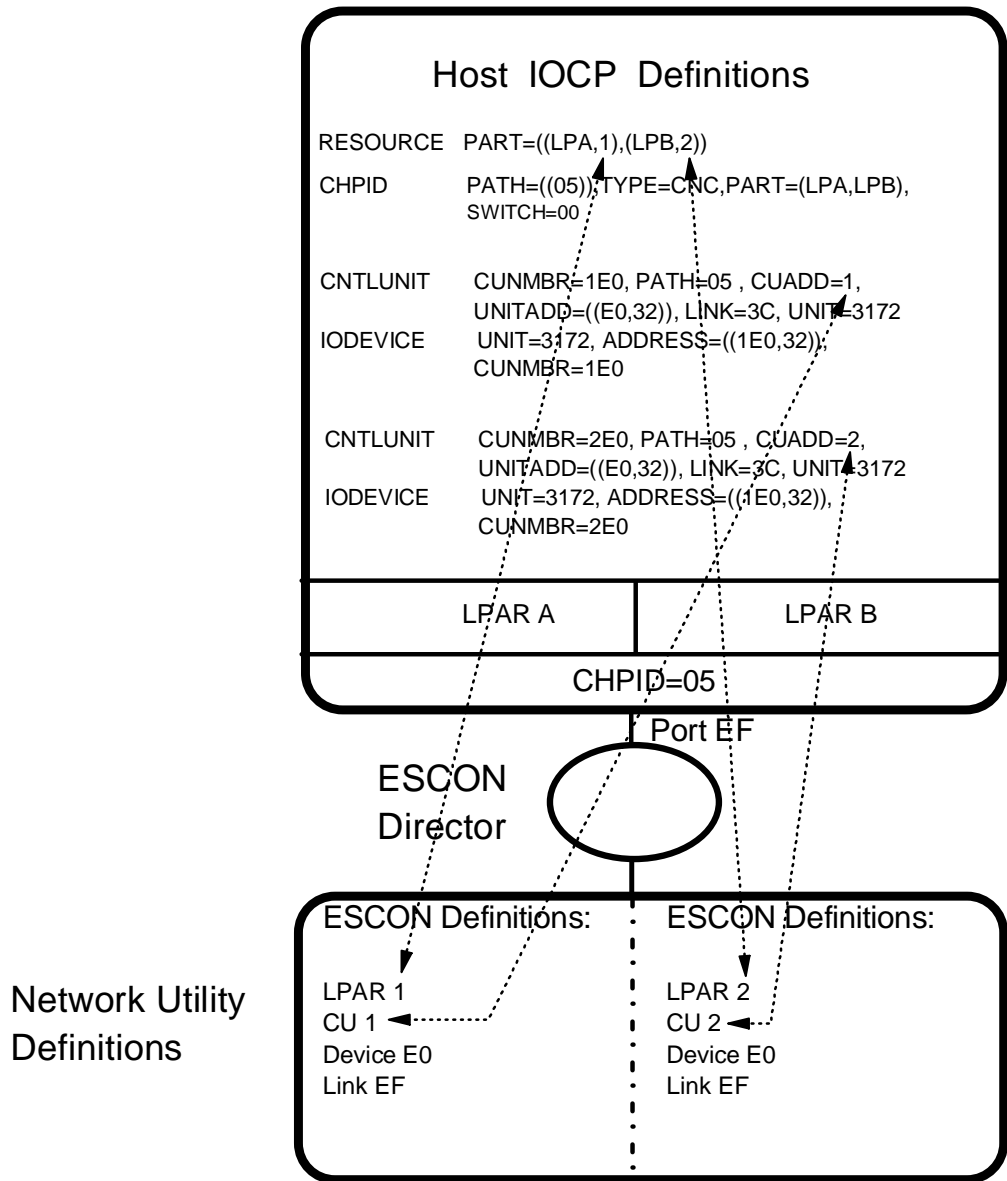 Host IOCP Definitions
RESOURCE PART=((LPA,1),(LPB,2))
CHPID PATH=((05)),TYPE=CNC,PART=(LPA,LPB),
SWITCH=00
CNTLUNIT CUNMBR=1E0, PATH=05 , CUADD=1,
UNITADD=((E0,32)), LINK=3C, UNIT=3172
IODEVICE UNIT=3172, ADDRESS=((1E0,32)),
CUNMBR=1E0
CNTLUNIT CUNMBR=2E0, PATH=05 , CUADD=2,
UNITADD=((E0,32)), LINK=3C, UNIT=3172
IODEVICE UNIT=3172, ADDRESS=((1E0,32)),
CUNMBR=2E0
LPAR A LPAR B
CHPID=05
Port EF
ESCON
Director
ESCON Definitions: ESCON Definitions:
Network Utility
Definitions
LPAR 1
CU 1
Device E0
Link EF
LPAR 2
CU 2
Device E0
Link EF